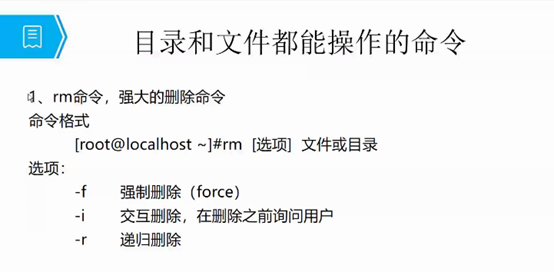 目录和文件都能操作的命令
1、rm命令，强大的删除命令
命令格式
[root@localhost ~]#rm [选项] 文件或目录
选项：
-f 强制删除（force）
-i 交互删除，在删除之前询问用户
-r 递归删除